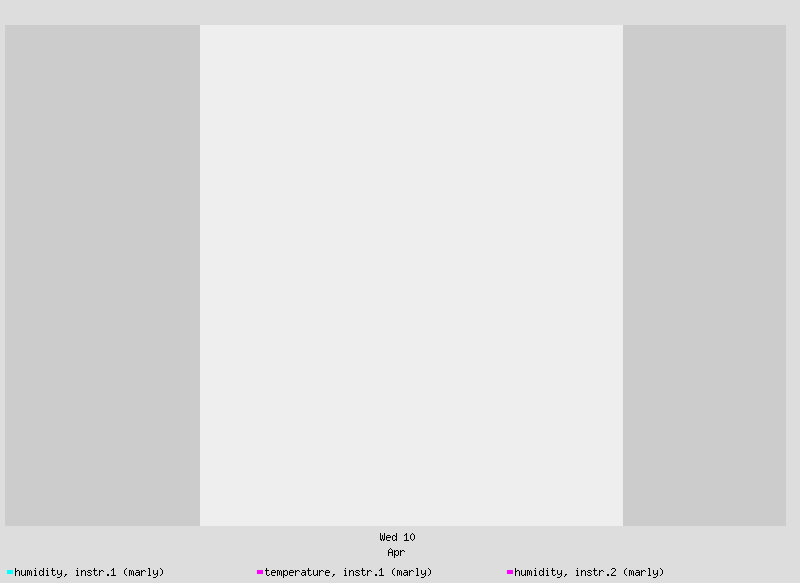 Wed 10
Apr
humidity, instr.1 (marly) temperature, instr.1 (marly) humidity, instr.2 (marly)